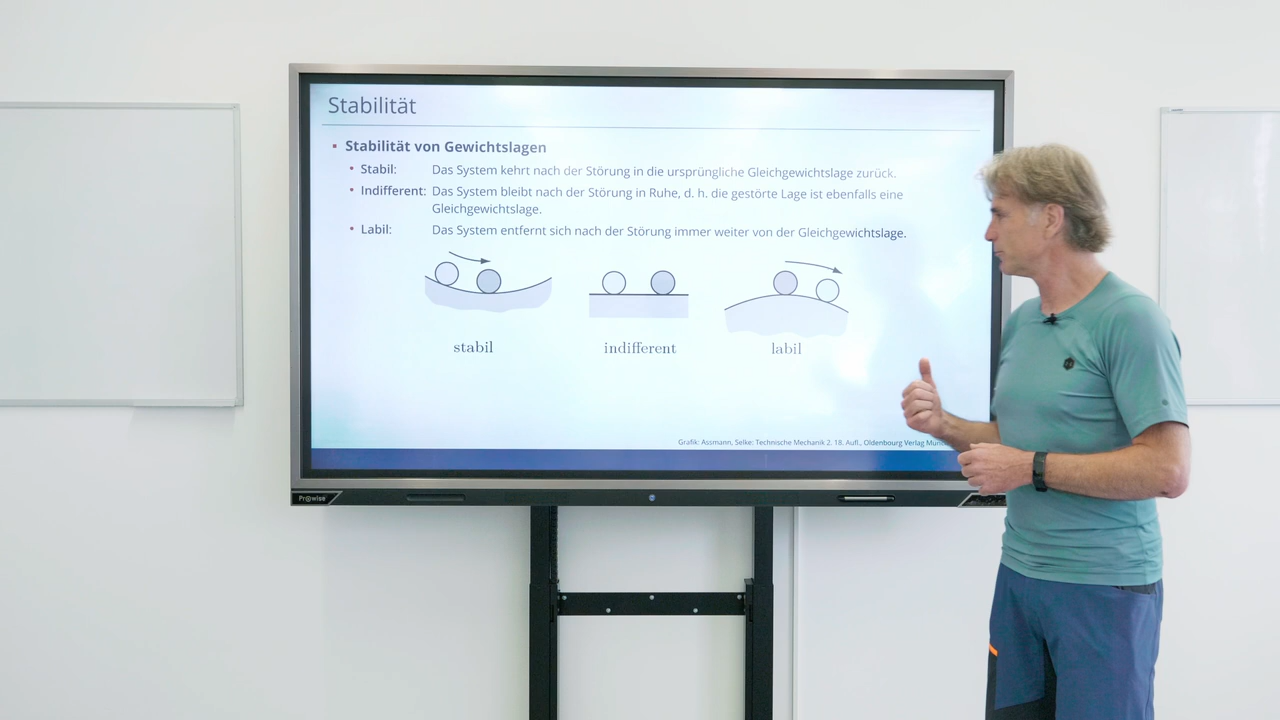 Stabilität
▪ Stabilität von Gewichtslagen
• Stabil: Das System kehrt nach der Störung in die ursprüngliche Gleichgewichtslage zurück.
• Indifferent: Das System bleibt nach der Störung in Ruhe, d. h. die gestörte Lage ist ebenfalls eine
Gleichgewichtslage.
• Labil: Das System entfernt sich nach der Störung immer weiter von der Gleichgewichtslage.
stabil indifferent labil
Grafik: Assmann, Selke: Technische Mechanik 2. 18. Aufl., Oldenbourg Verlag
Prowise